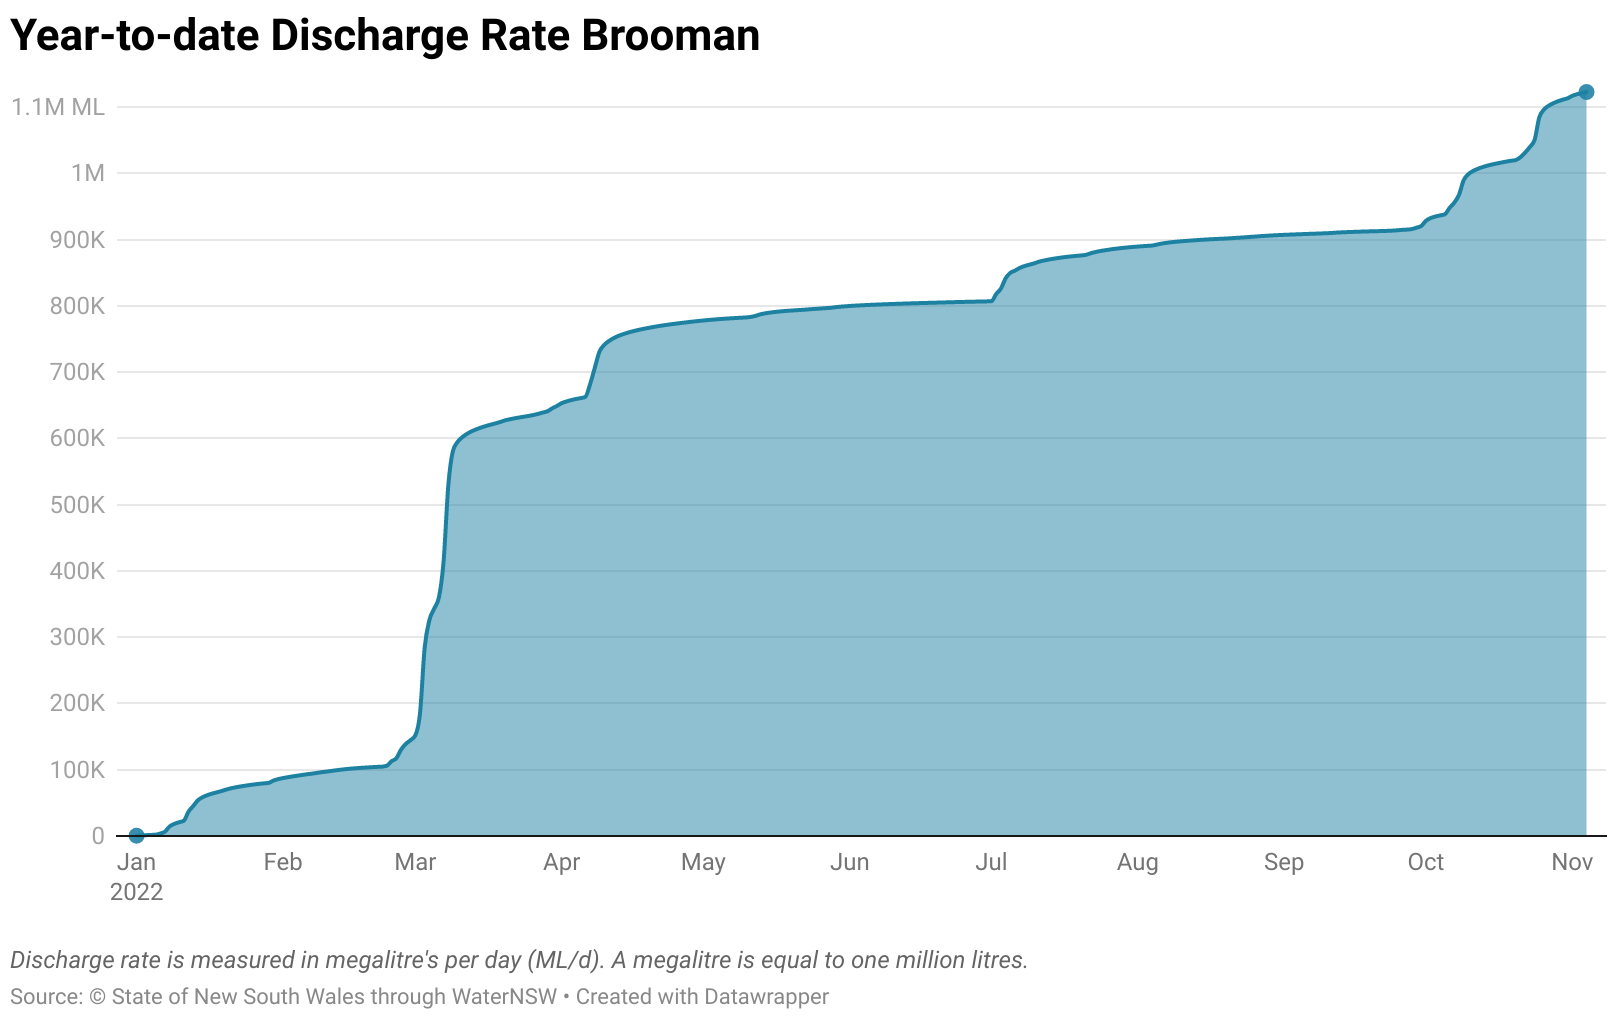 Year-to-date Discharge Rate Brooman
1.1M ML
1M
900K
800K
700K
600K
500K
400K
300K
200K
100K
0
Jan Feb Mar Apr May Jun Jul Aug Sep Oct Nov
2022
Discharge rate is measured in megalitre's per day (ML/d). A megalitre is equal to one million litres.
Source: © State of New South Wales through WaterNSW • Created with Datawrapper